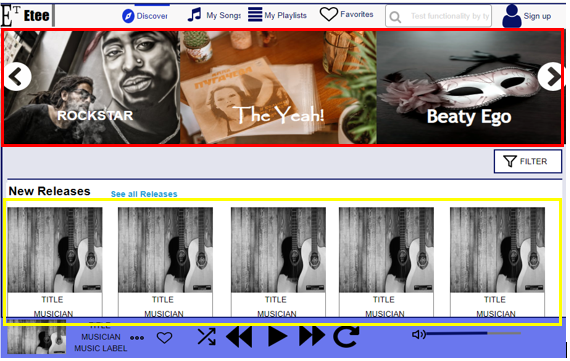 ET Etee
Discover
My Songs
My Playlists
Favorites
Test functionality by ty
Sign up
ROCKSTAR
The Yeah!
Beaty Ego
FILTER
New Releases
See all Releases
TITLE
MUSICIAN
TITLE
MUSICIAN
TITLE
MUSICIAN
TITLE
MUSICIAN
TITLE
MUSICIAN
TITLE
MUSICIAN
MUSIC LABEL